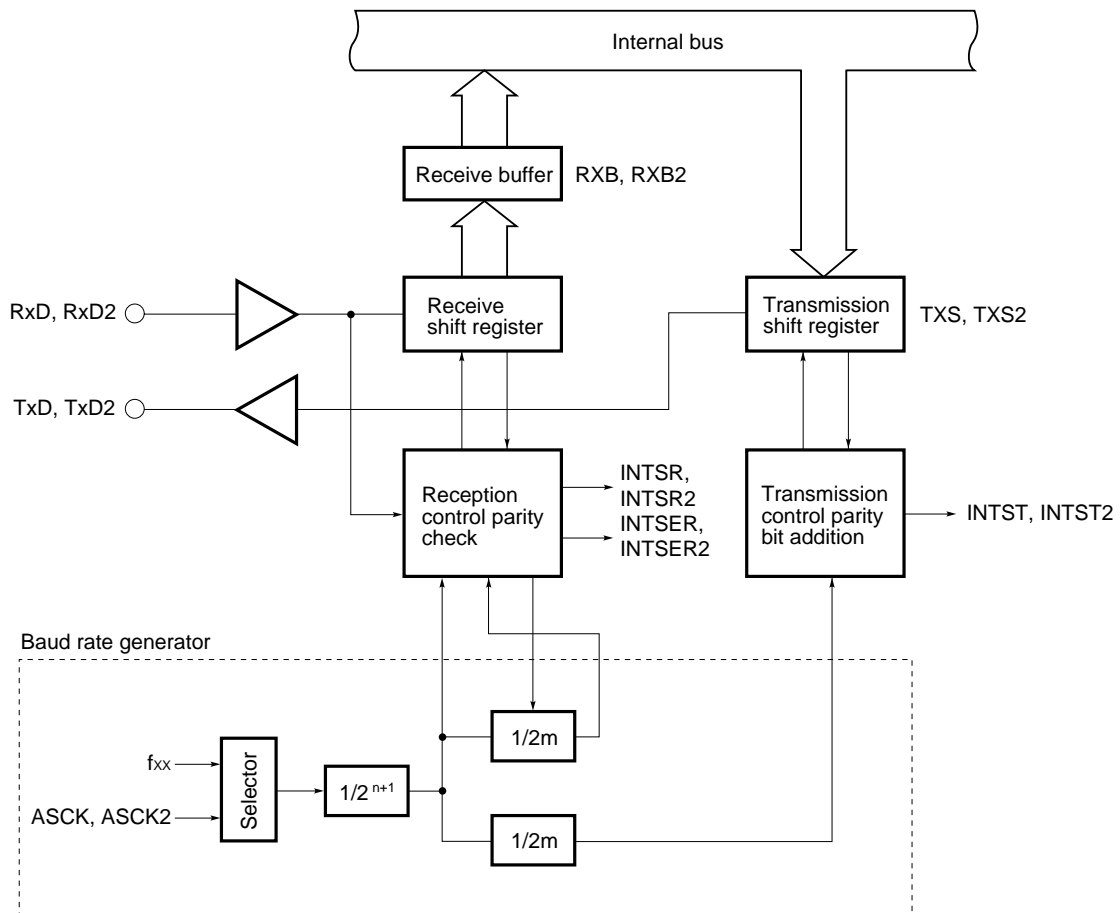 Internal bus
Receive buffer
RXB, RXB2
RxD, RxD2
Receive
shift register
Transmission
shift register
TXS, TXS2
TxD, TxD2
Reception
control parity
check
INTSR,
INTSR2
INTSER,
INTSER2
Transmission
control parity
bit addition
INTST, INTST2
Baud rate generator
1/2m
fxx
Selector
1/2 n+1
ASCK, ASCK2
1/2m